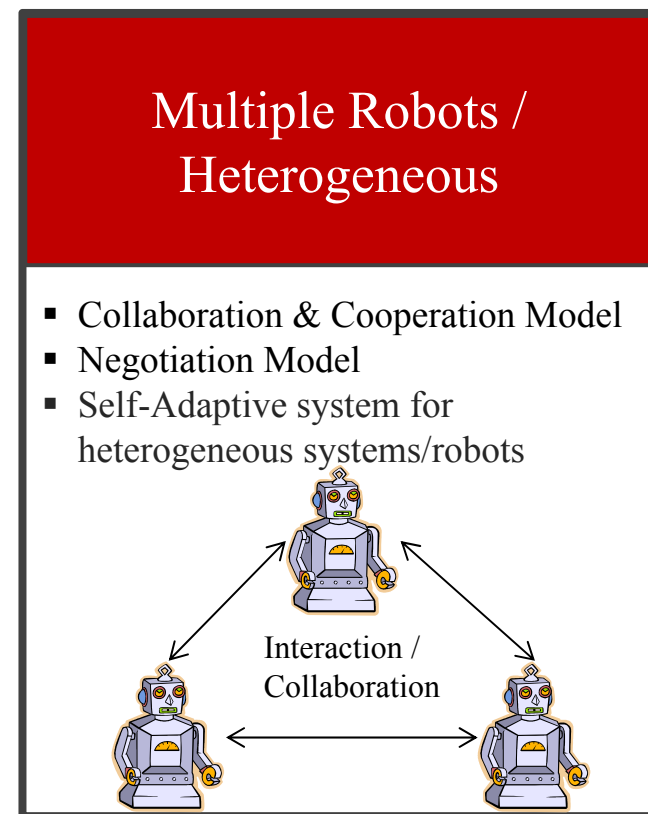 Multiple Robots /
Heterogeneous
▪ Collaboration & Cooperation Model
▪ Negotiation Model
▪ Self-Adaptive system for
heterogeneous systems/robots
Interaction /
Collaboration